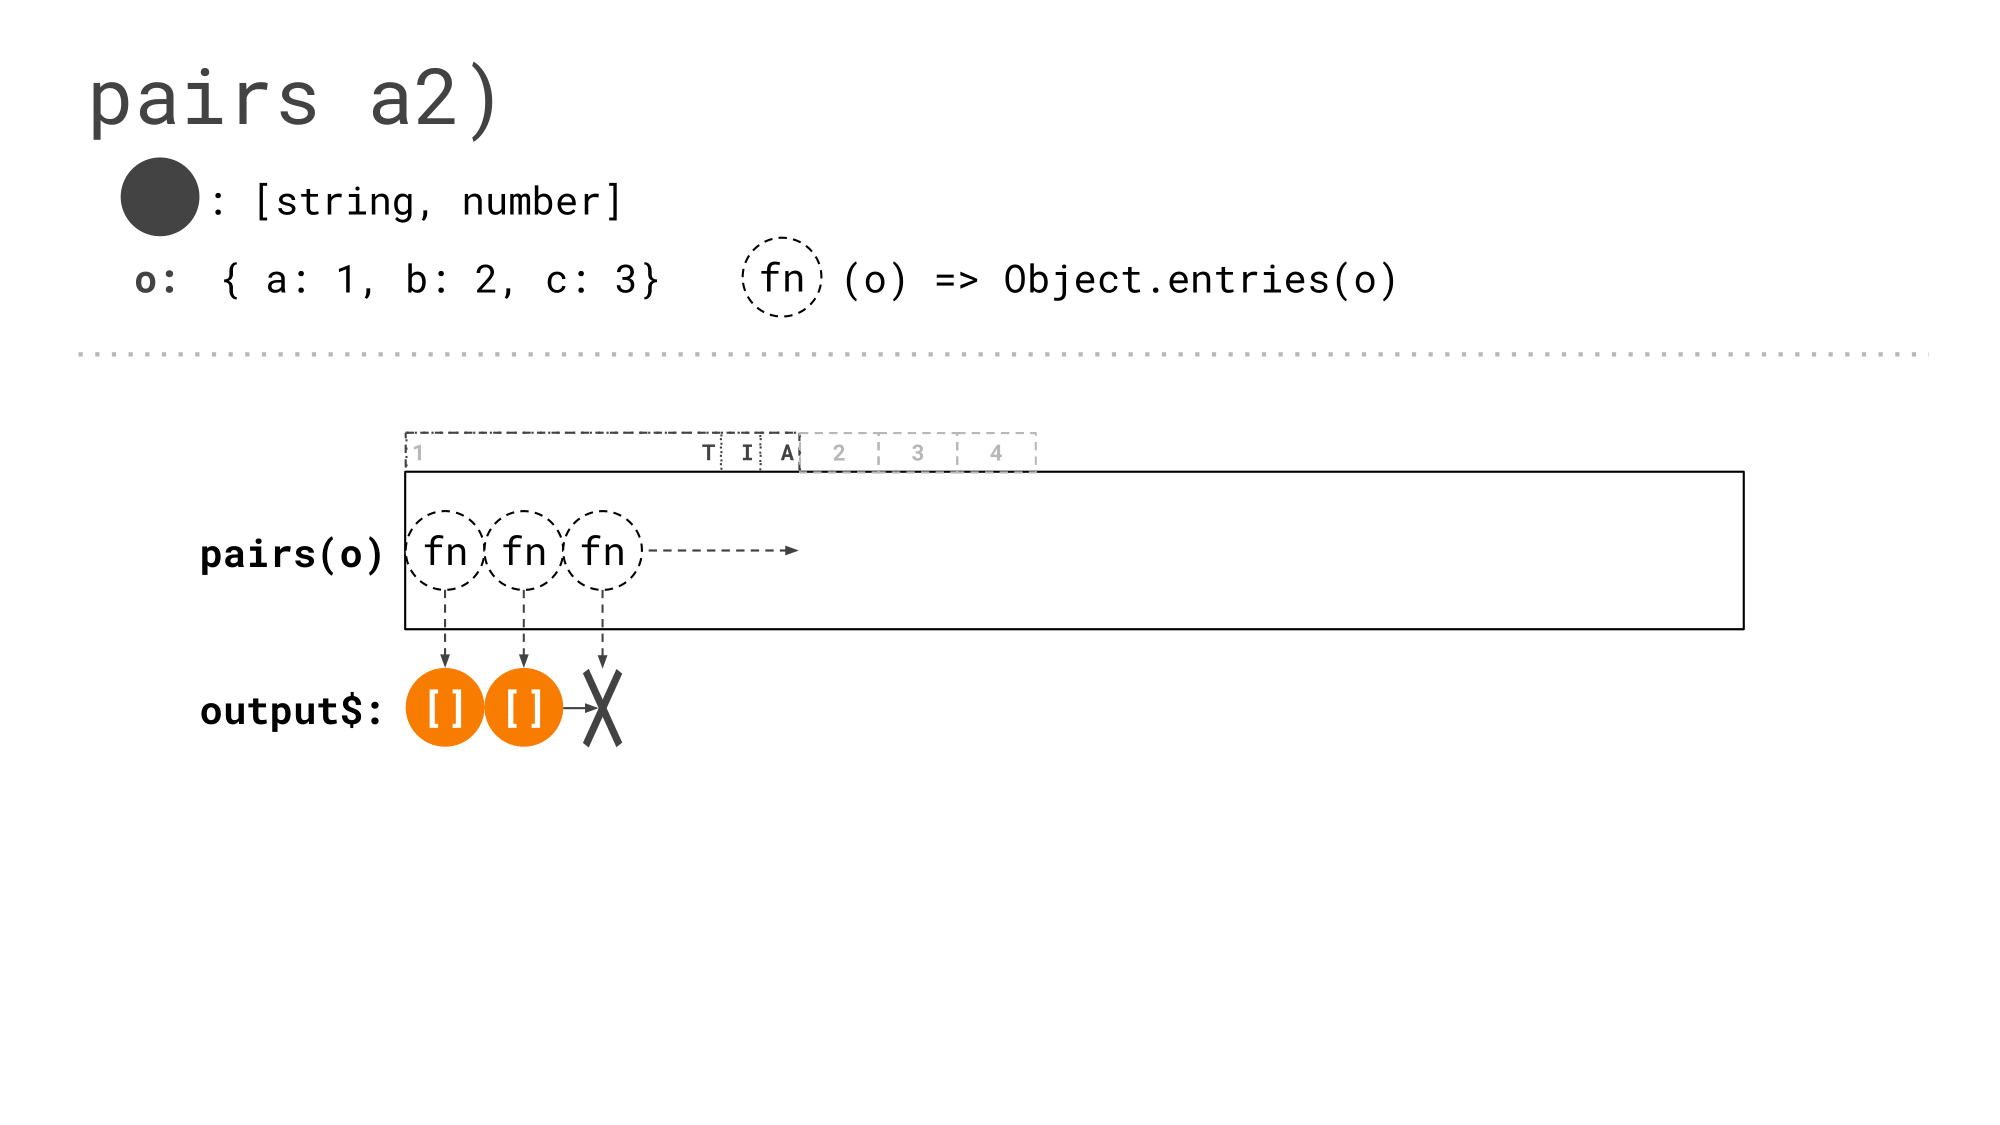 pairs a2)
: [string, number]
o: { a: 1, b: 2, c: 3} fn (o) => Object.entries(o)
1 T I A 2 3 4
pairs(o) fn fn fn
output$: [] []